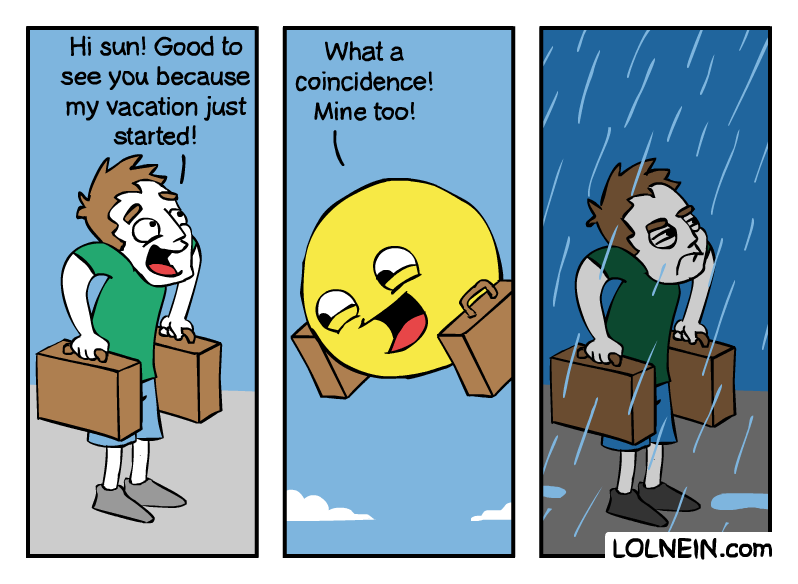 Hi sun! Good to
see you because
my vacation just
started!
What a
coincidence!
Mine too!
LOLNEIN.com